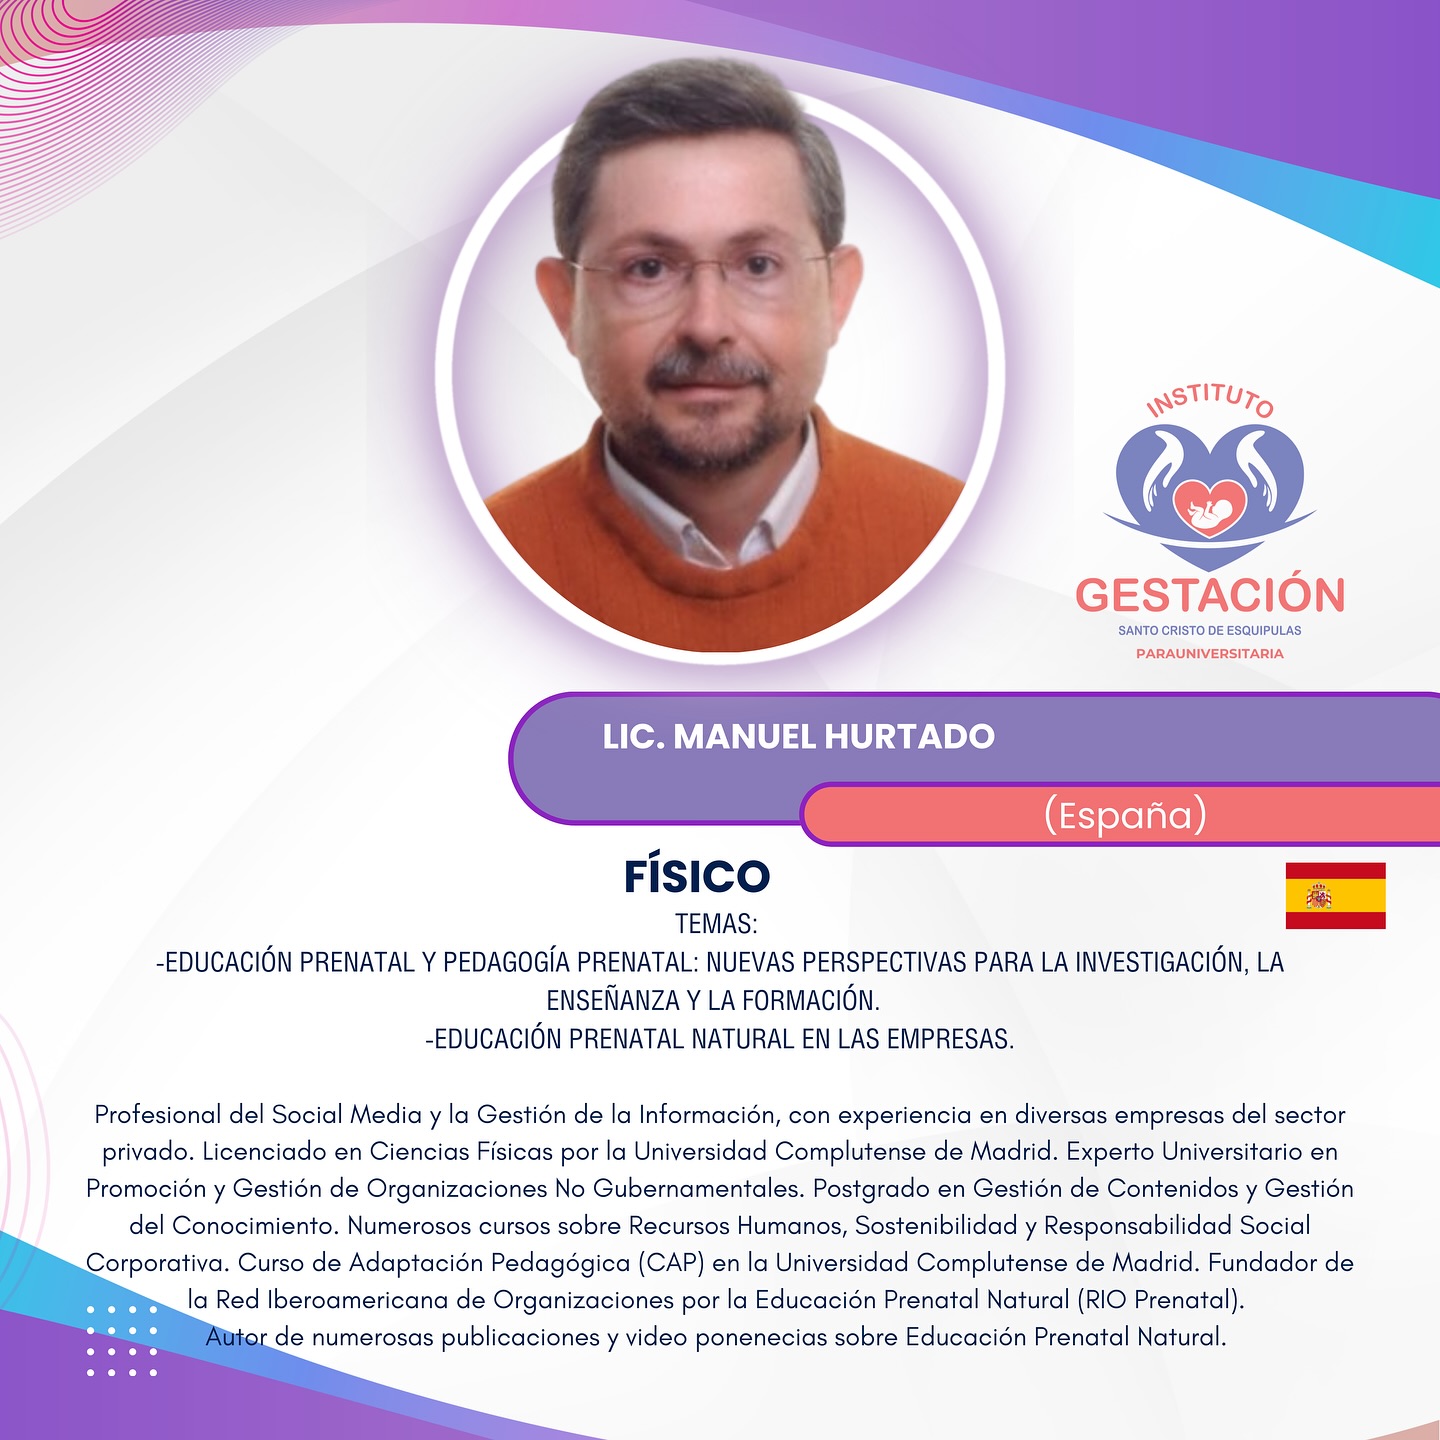 INSTITUTO
GESTACIÓN
SANTO CRISTO DE ESQUIPULAS
PARAUNIVERSITARIA
LIC. MANUEL HURTADO
(España)
FÍSICO
TEMAS:
-EDUCACIÓN PRENATAL Y PEDAGOGÍA PRENATAL: NUEVAS PERSPECTIVAS PARA LA INVESTIGACIÓN, LA
ENSEÑANZA Y LA FORMACIÓN.
-EDUCACIÓN PRENATAL NATURAL EN LAS EMPRESAS.
Profesional del Social Media y la Gestión de la Información, con experiencia en diversas empresas del sector
privado. Licenciado en Ciencias Físicas por la Universidad Complutense de Madrid. Experto Universitario en
Promoción y Gestión de Organizaciones No Gubernamentales. Postgrado en Gestión de Contenidos y Gestión
del Conocimiento. Numerosos cursos sobre Recursos Humanos, Sostenibilidad y Responsabilidad Social
Corporativa. Curso de Adaptación Pedagógica (CAP) en la Universidad Complutense de Madrid. Fundador de
la Red Iberoamericana de Organizaciones por la Educación Prenatal Natural (RIO Prenatal).
Autor de numerosas publicaciones y video ponenecias sobre Educación Prenatal Natural.